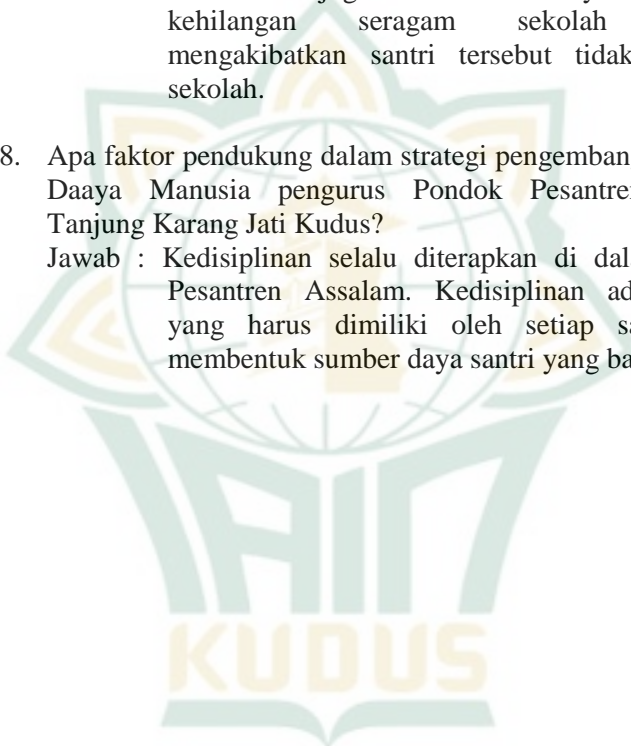 kehilangan seragam sekolah
mengakibatkan santri tersebut tidak
sekolah.
8. Apa faktor pendukung dalam strategi pengemban
Daaya Manusia pengurus Pondok Pesantren
Tanjung Karang Jati Kudus?
Jawab : Kedisiplinan selalu diterapkan di dal
Pesantren Assalam. Kedisiplinan ad
yang harus dimiliki oleh setiap sa
membentuk sumber daya santri yang ba
IAIN
KUDUS